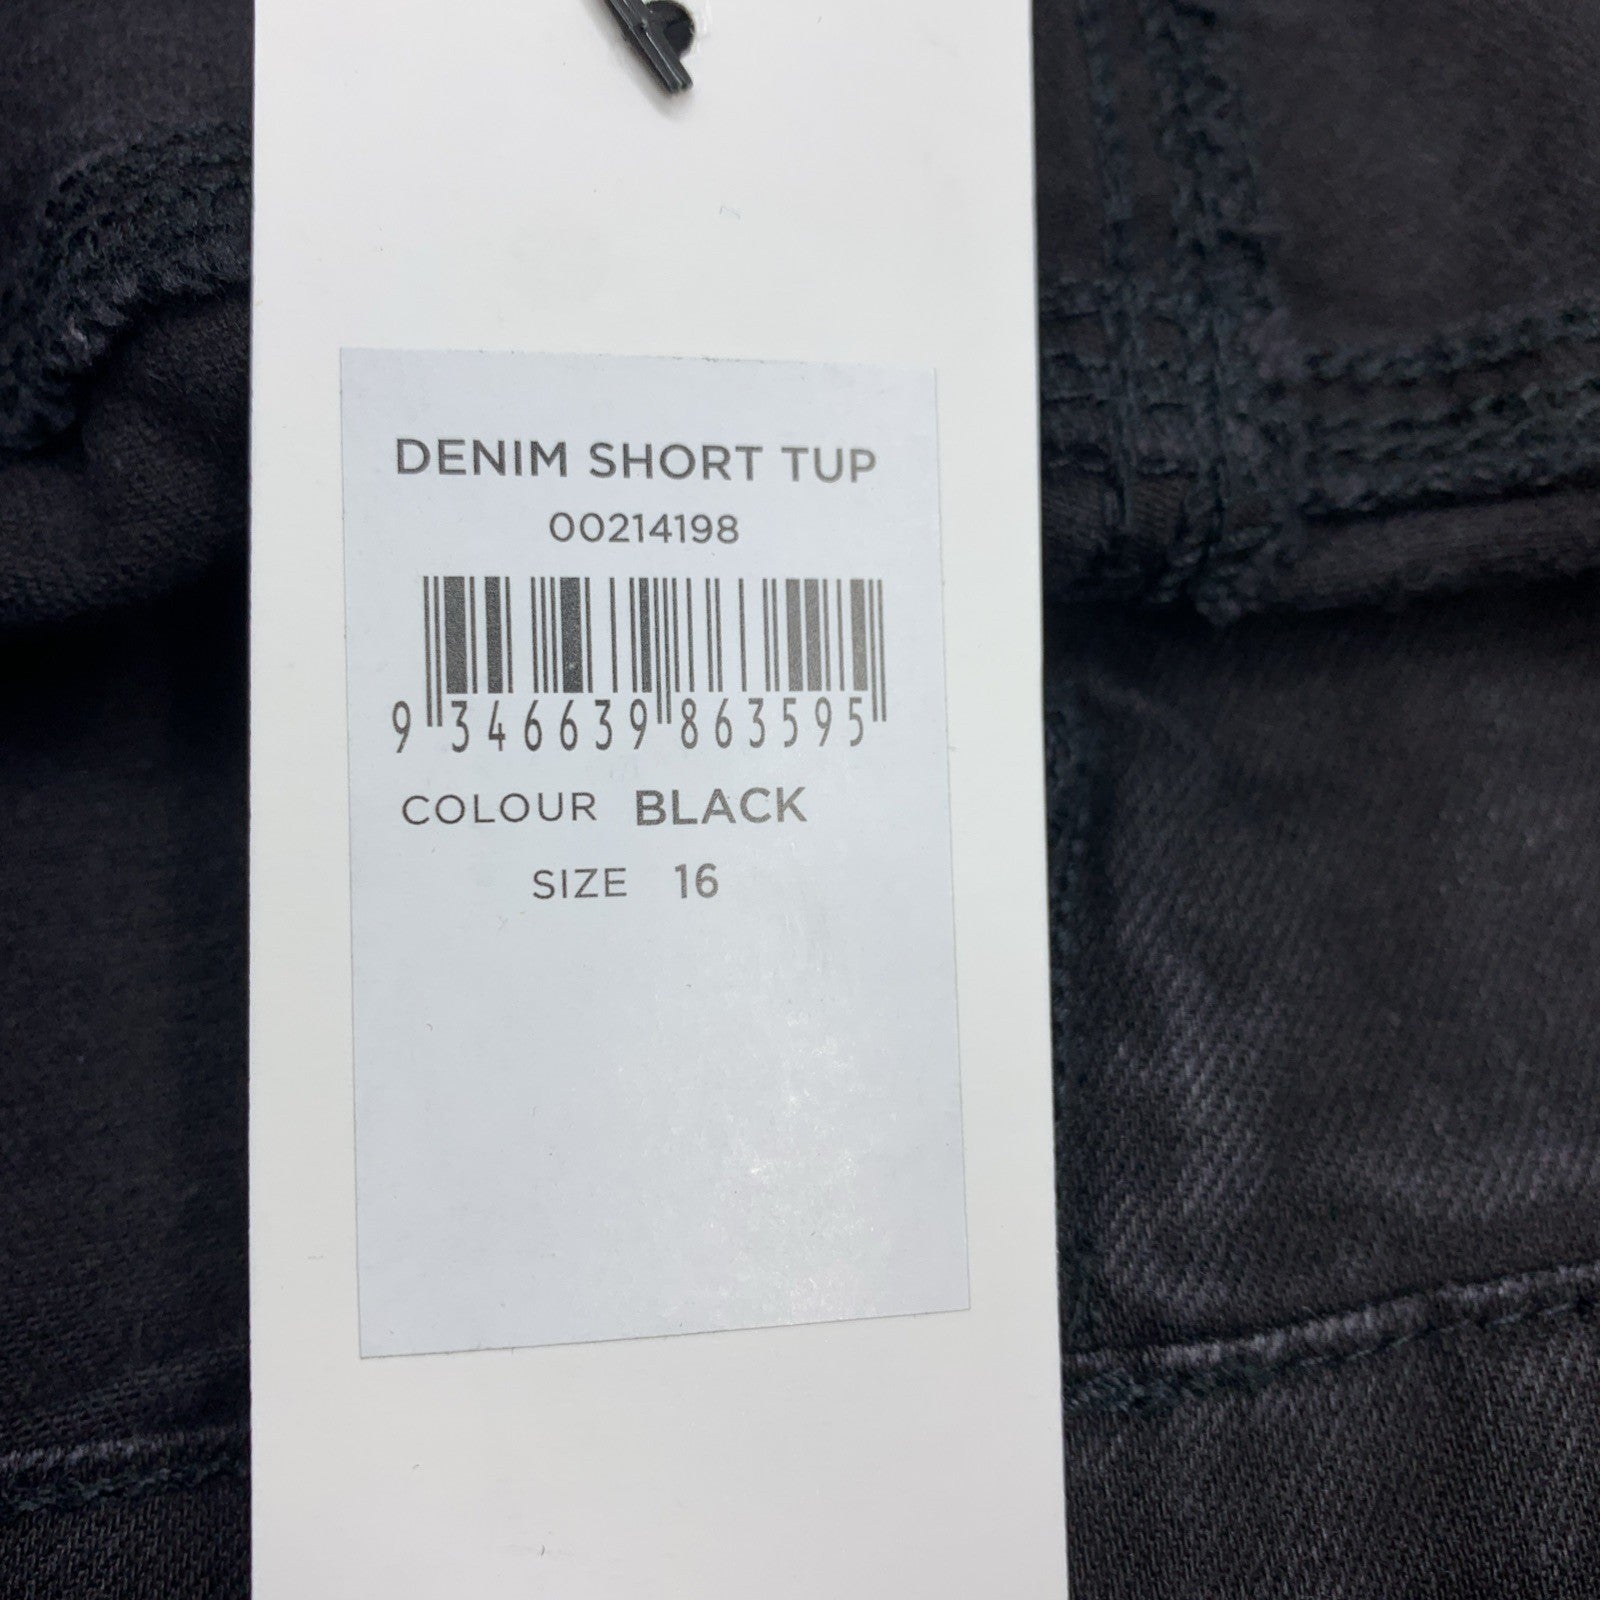 DENIM SHORT TUP
00214198
9 346639 863595
COLOUR BLACK
SIZE 16